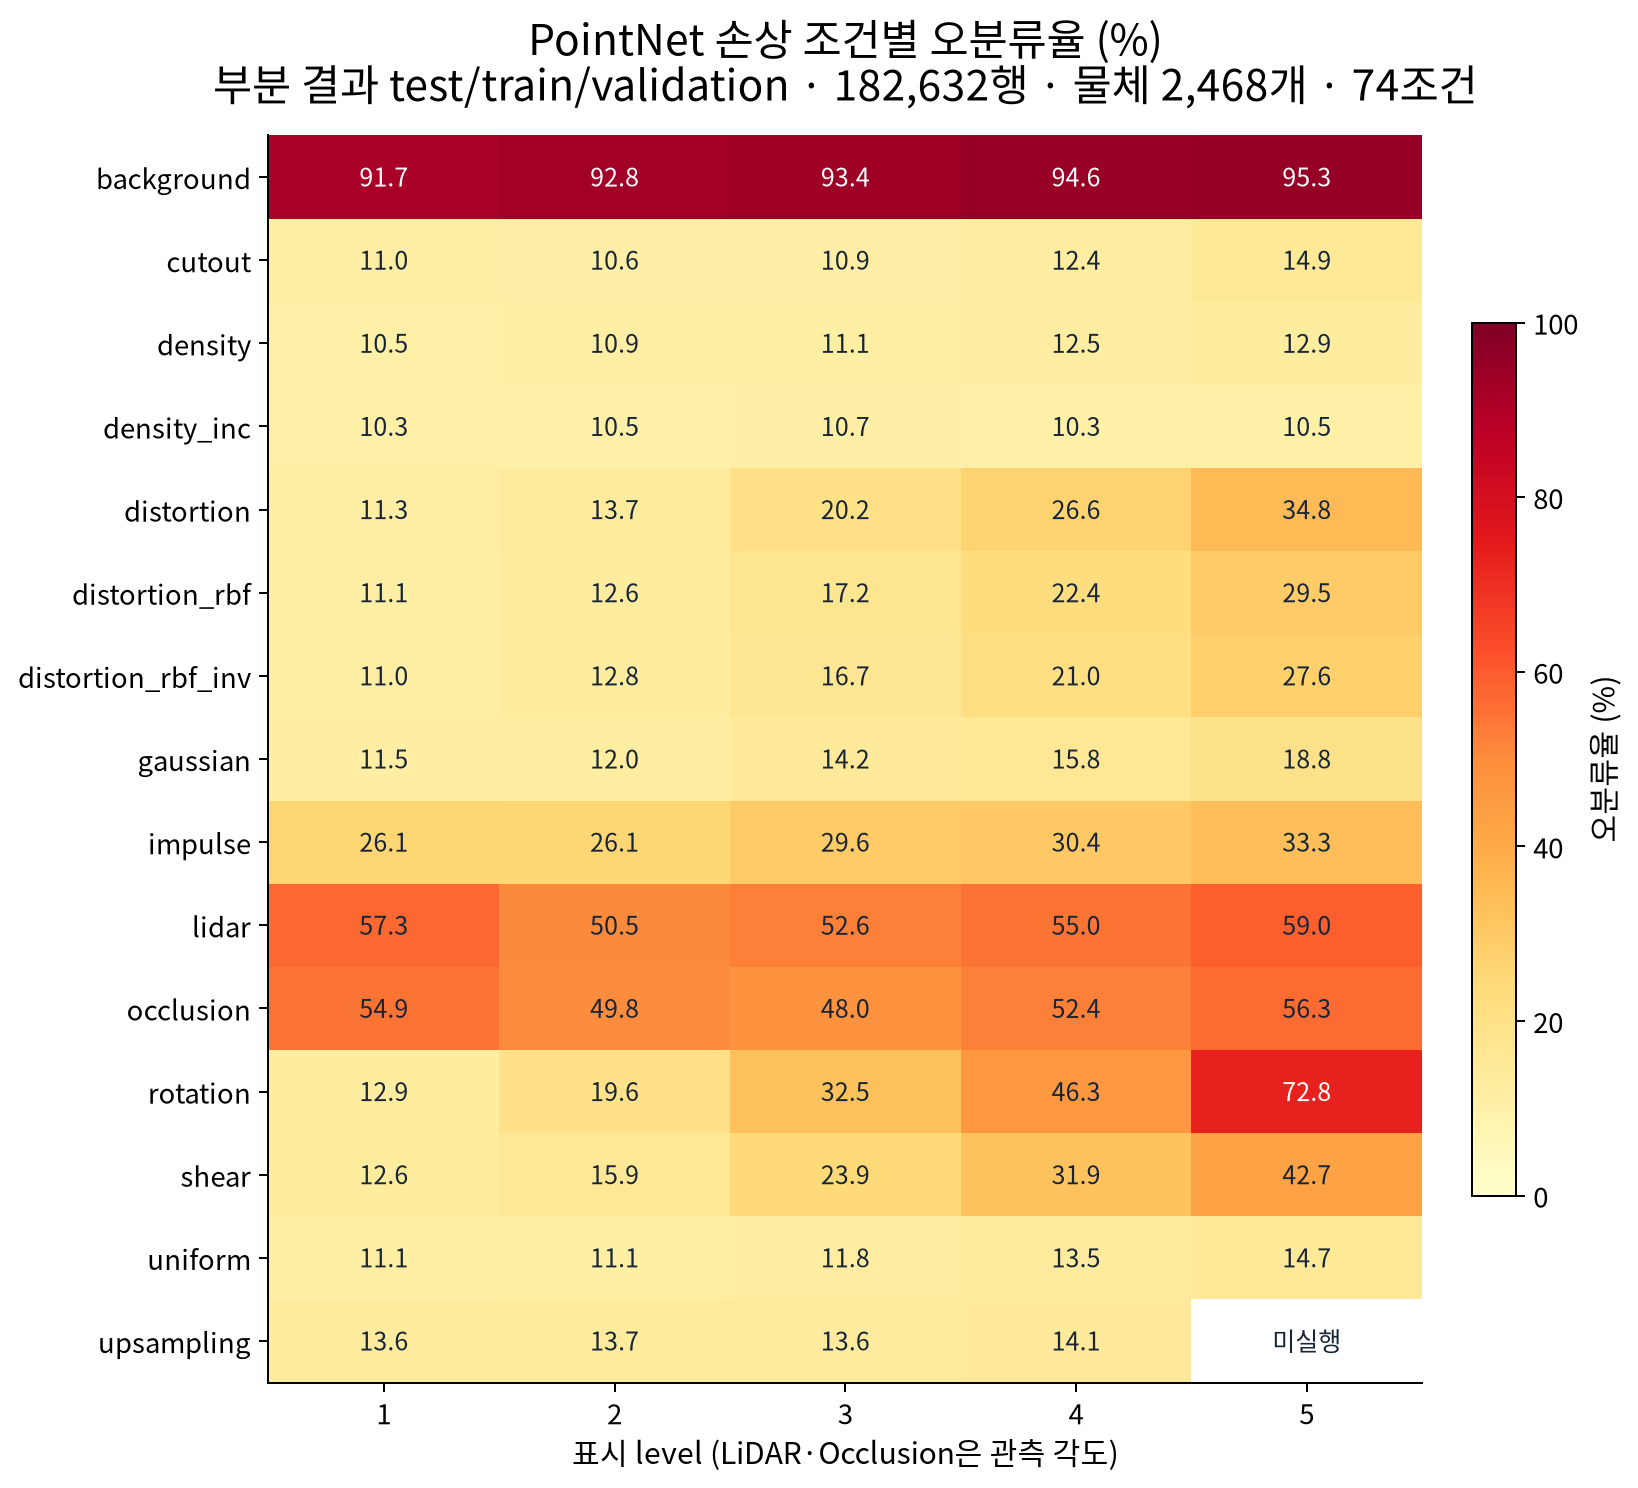 PointNet 손상 조건별 오분류율 (%)
부분 결과 test/train/validation · 182,632행 · 물체 2,468개 · 74조건
background 91.7 92.8 93.4 94.6 95.3
cutout 11.0 10.6 10.9 12.4 14.9
density 10.5 10.9 11.1 12.5 12.9
density_inc 10.3 10.5 10.7 10.3 10.5
distortion 11.3 13.7 20.2 26.6 34.8
distortion_rbf 11.1 12.6 17.2 22.4 29.5
distortion_rbf_inv 11.0 12.8 16.7 21.0 27.6
gaussian 11.5 12.0 14.2 15.8 18.8
impulse 26.1 26.1 29.6 30.4 33.3
lidar 57.3 50.5 52.6 55.0 59.0
occlusion 54.9 49.8 48.0 52.4 56.3
rotation 12.9 19.6 32.5 46.3 72.8
shear 12.6 15.9 23.9 31.9 42.7
uniform 11.1 11.1 11.8 13.5 14.7
upsampling 13.6 13.7 13.6 14.1 미실행
1 2 3 4 5
표시 level (LiDAR·Occlusion은 관측 각도)
100
80
60
40
20
0
오분류율 (%)